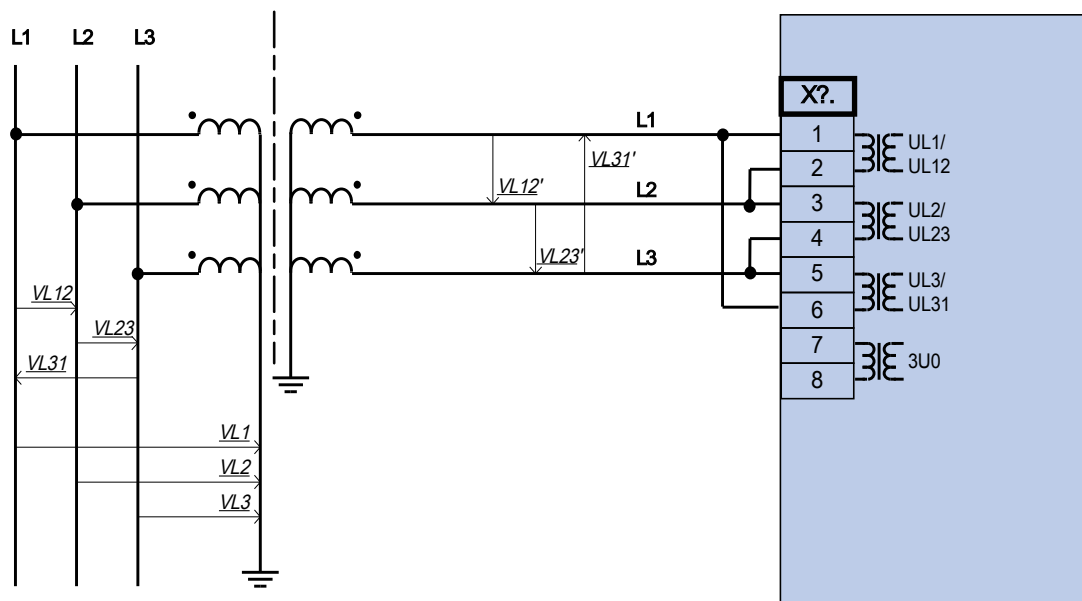 L1 L2 L3
X?.
L1
1
UL1/
UL12
VL31'
2
VL12'
L2
3
UL2/
UL23
4
VL23'
L3
5
UL3/
UL31
VL12
6
VL23
7
3U0
VL31
8
VL1
VL2
VL3